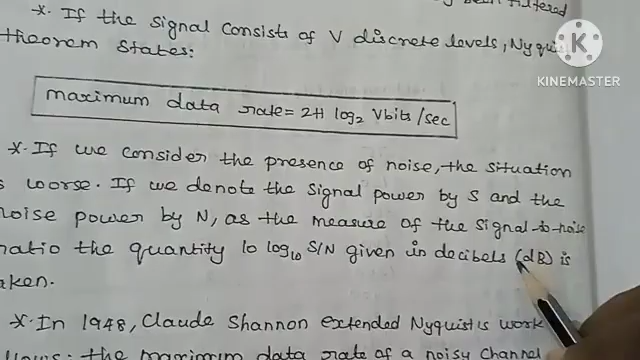 been filtered
*. If the signal consists of V discrete levels, Nyquis
theorem states:
maximum data rate = 2H log2 V bits/sec
*. If we consider the presence of noise, the situation
s worse. If we denote the signal power by S and the
noise power by N, as the measure of the signal-to-noise
ratio the quantity 10 log10 S/N given in decibels (dB) is
aken.
*. In 1948, Claude Shannon extended Nyquist's work
the maximum data rate of a noisy channel
KINEMASTER